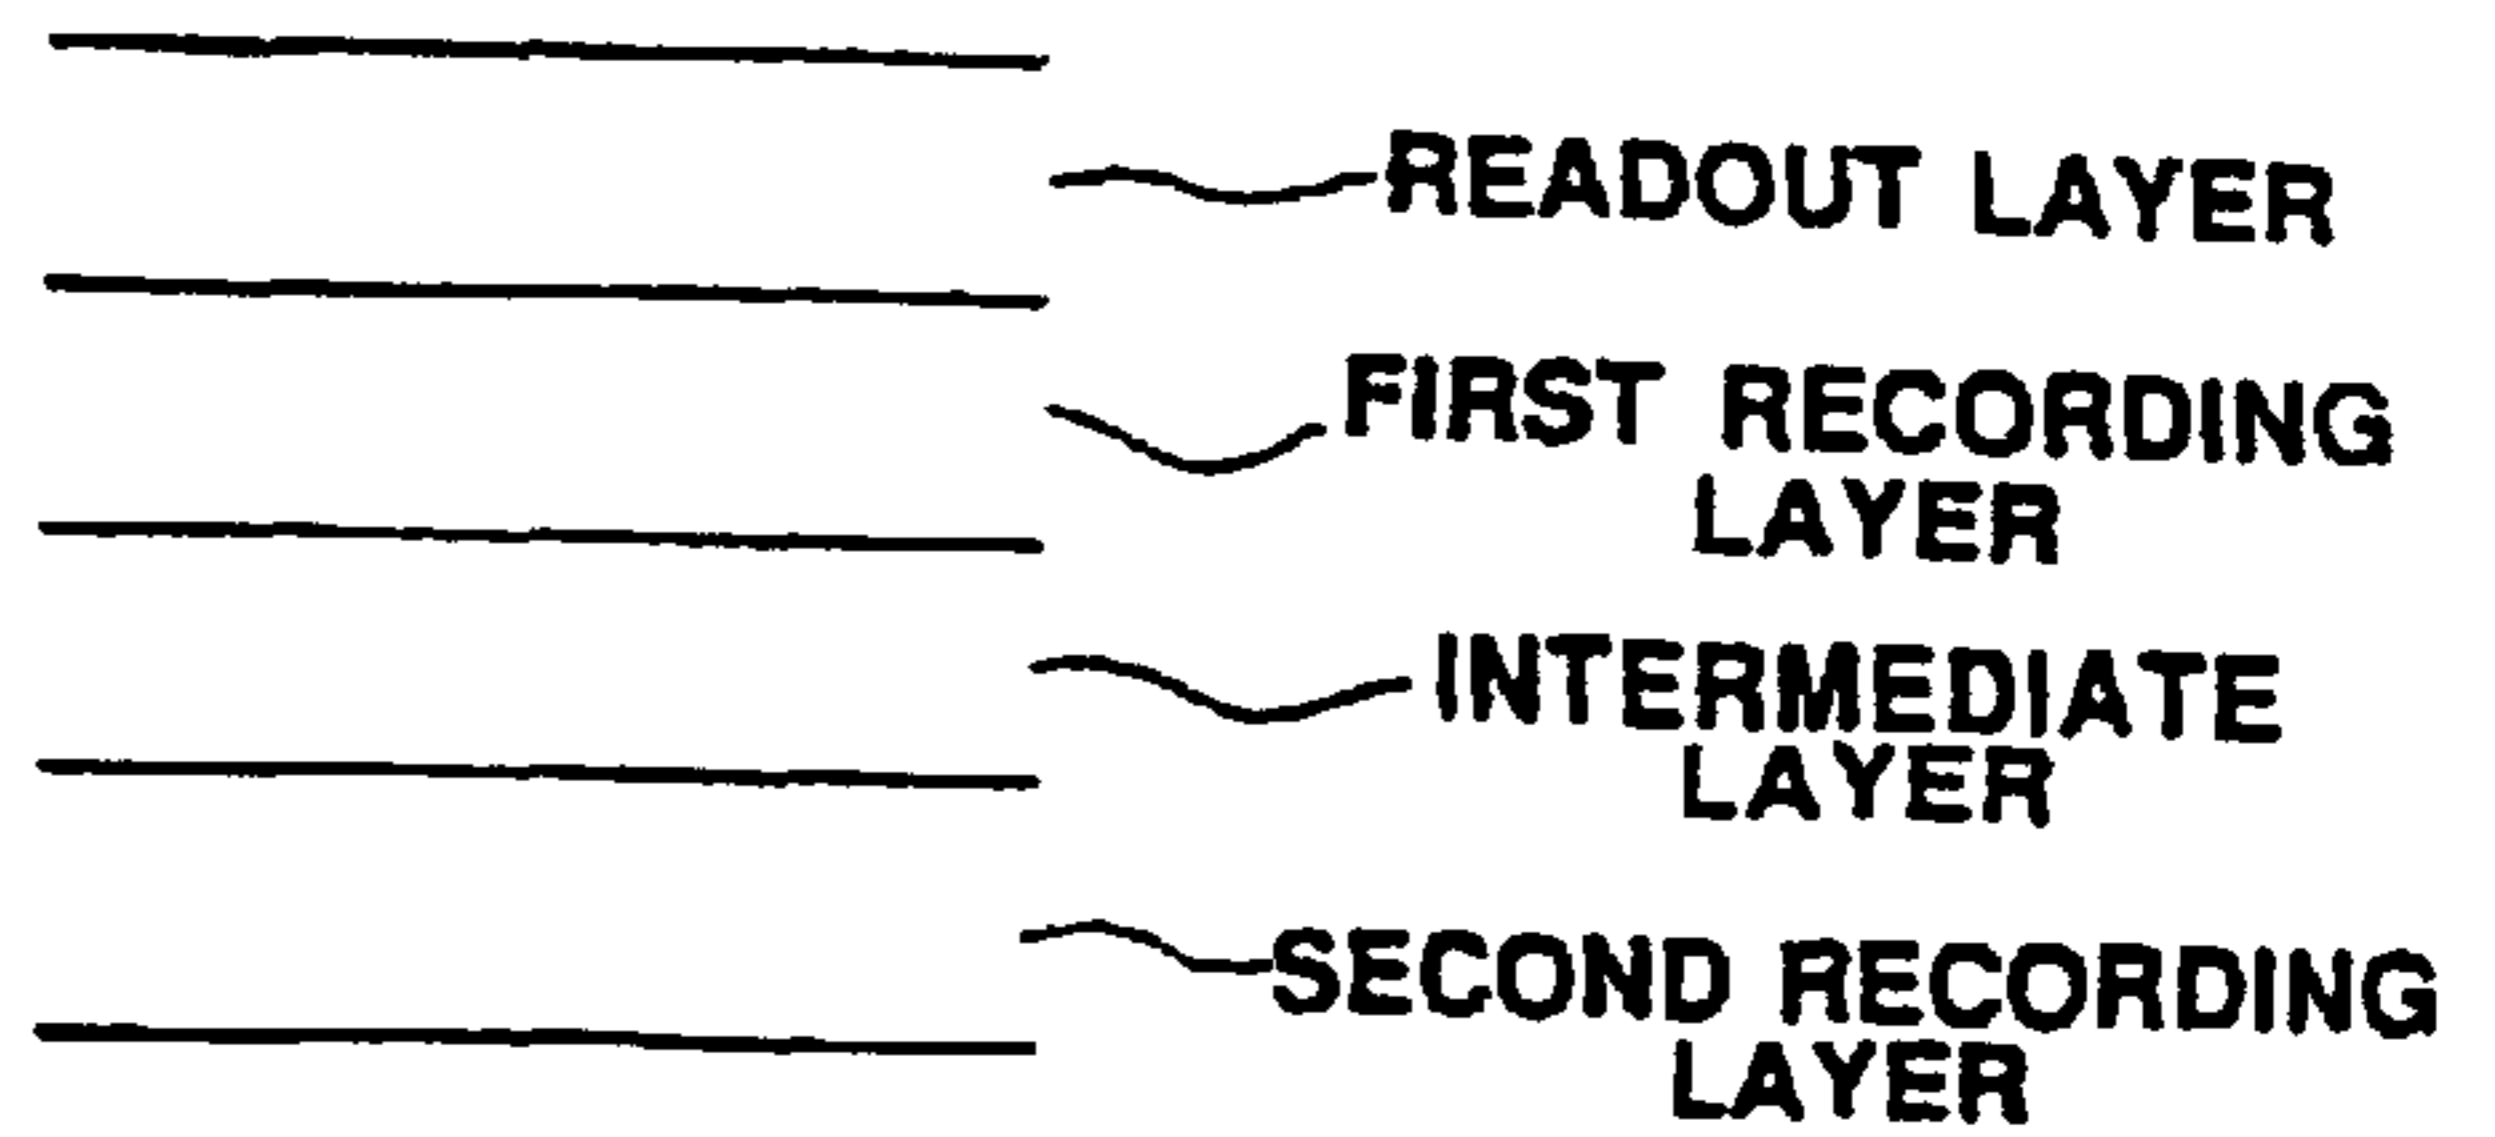 READOUT LAYER
FIRST RECORDING
LAYER
INTERMEDIATE
LAYER
SECOND RECORDING
LAYER